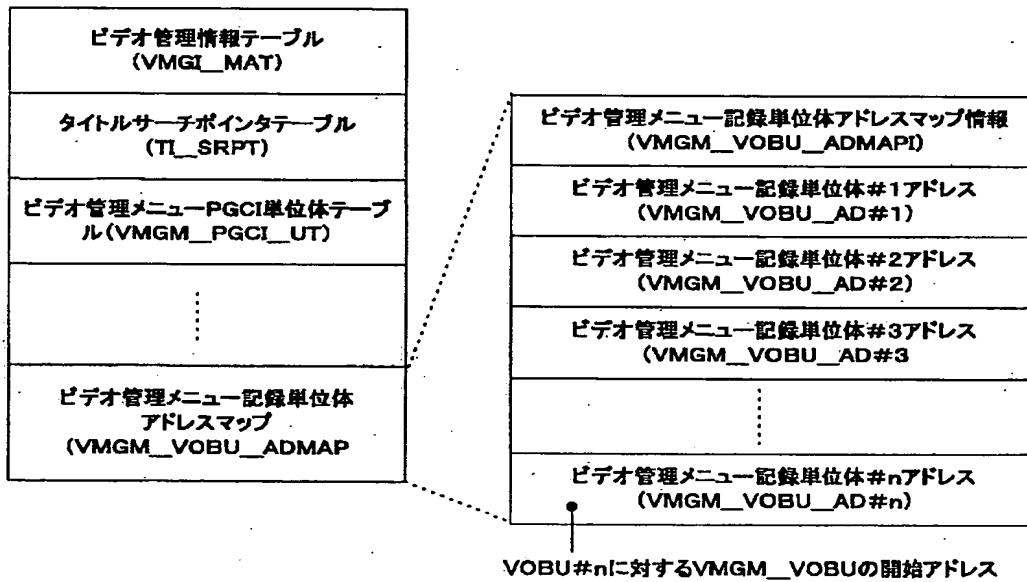 ビデオ管理情報テーブル
(VMGI__MAT)
タイトルサーチポインタテーブル
(TI__SRPT)
ビデオ管理メニューPGCI単位体テーブ
ル(VMGM__PGCI__UT)
ビデオ管理メニュー記録単位体
アドレスマップ
(VMGM__VOBU__ADMAP
ビデオ管理メニュー記録単位体アドレスマップ情報
(VMGM__VOBU__ADMAPI)
ビデオ管理メニュー記録単位体#1アドレス
(VMGM__VOBU__AD#1)
ビデオ管理メニュー記録単位体#2アドレス
(VMGM__VOBU__AD#2)
ビデオ管理メニュー記録単位体#3アドレス
(VMGM__VOBU__AD#3
ビデオ管理メニュー記録単位体#nアドレス
(VMGM__VOBU__AD#n)
VOBU#nに対するVMGM__VOBUの開始アドレス